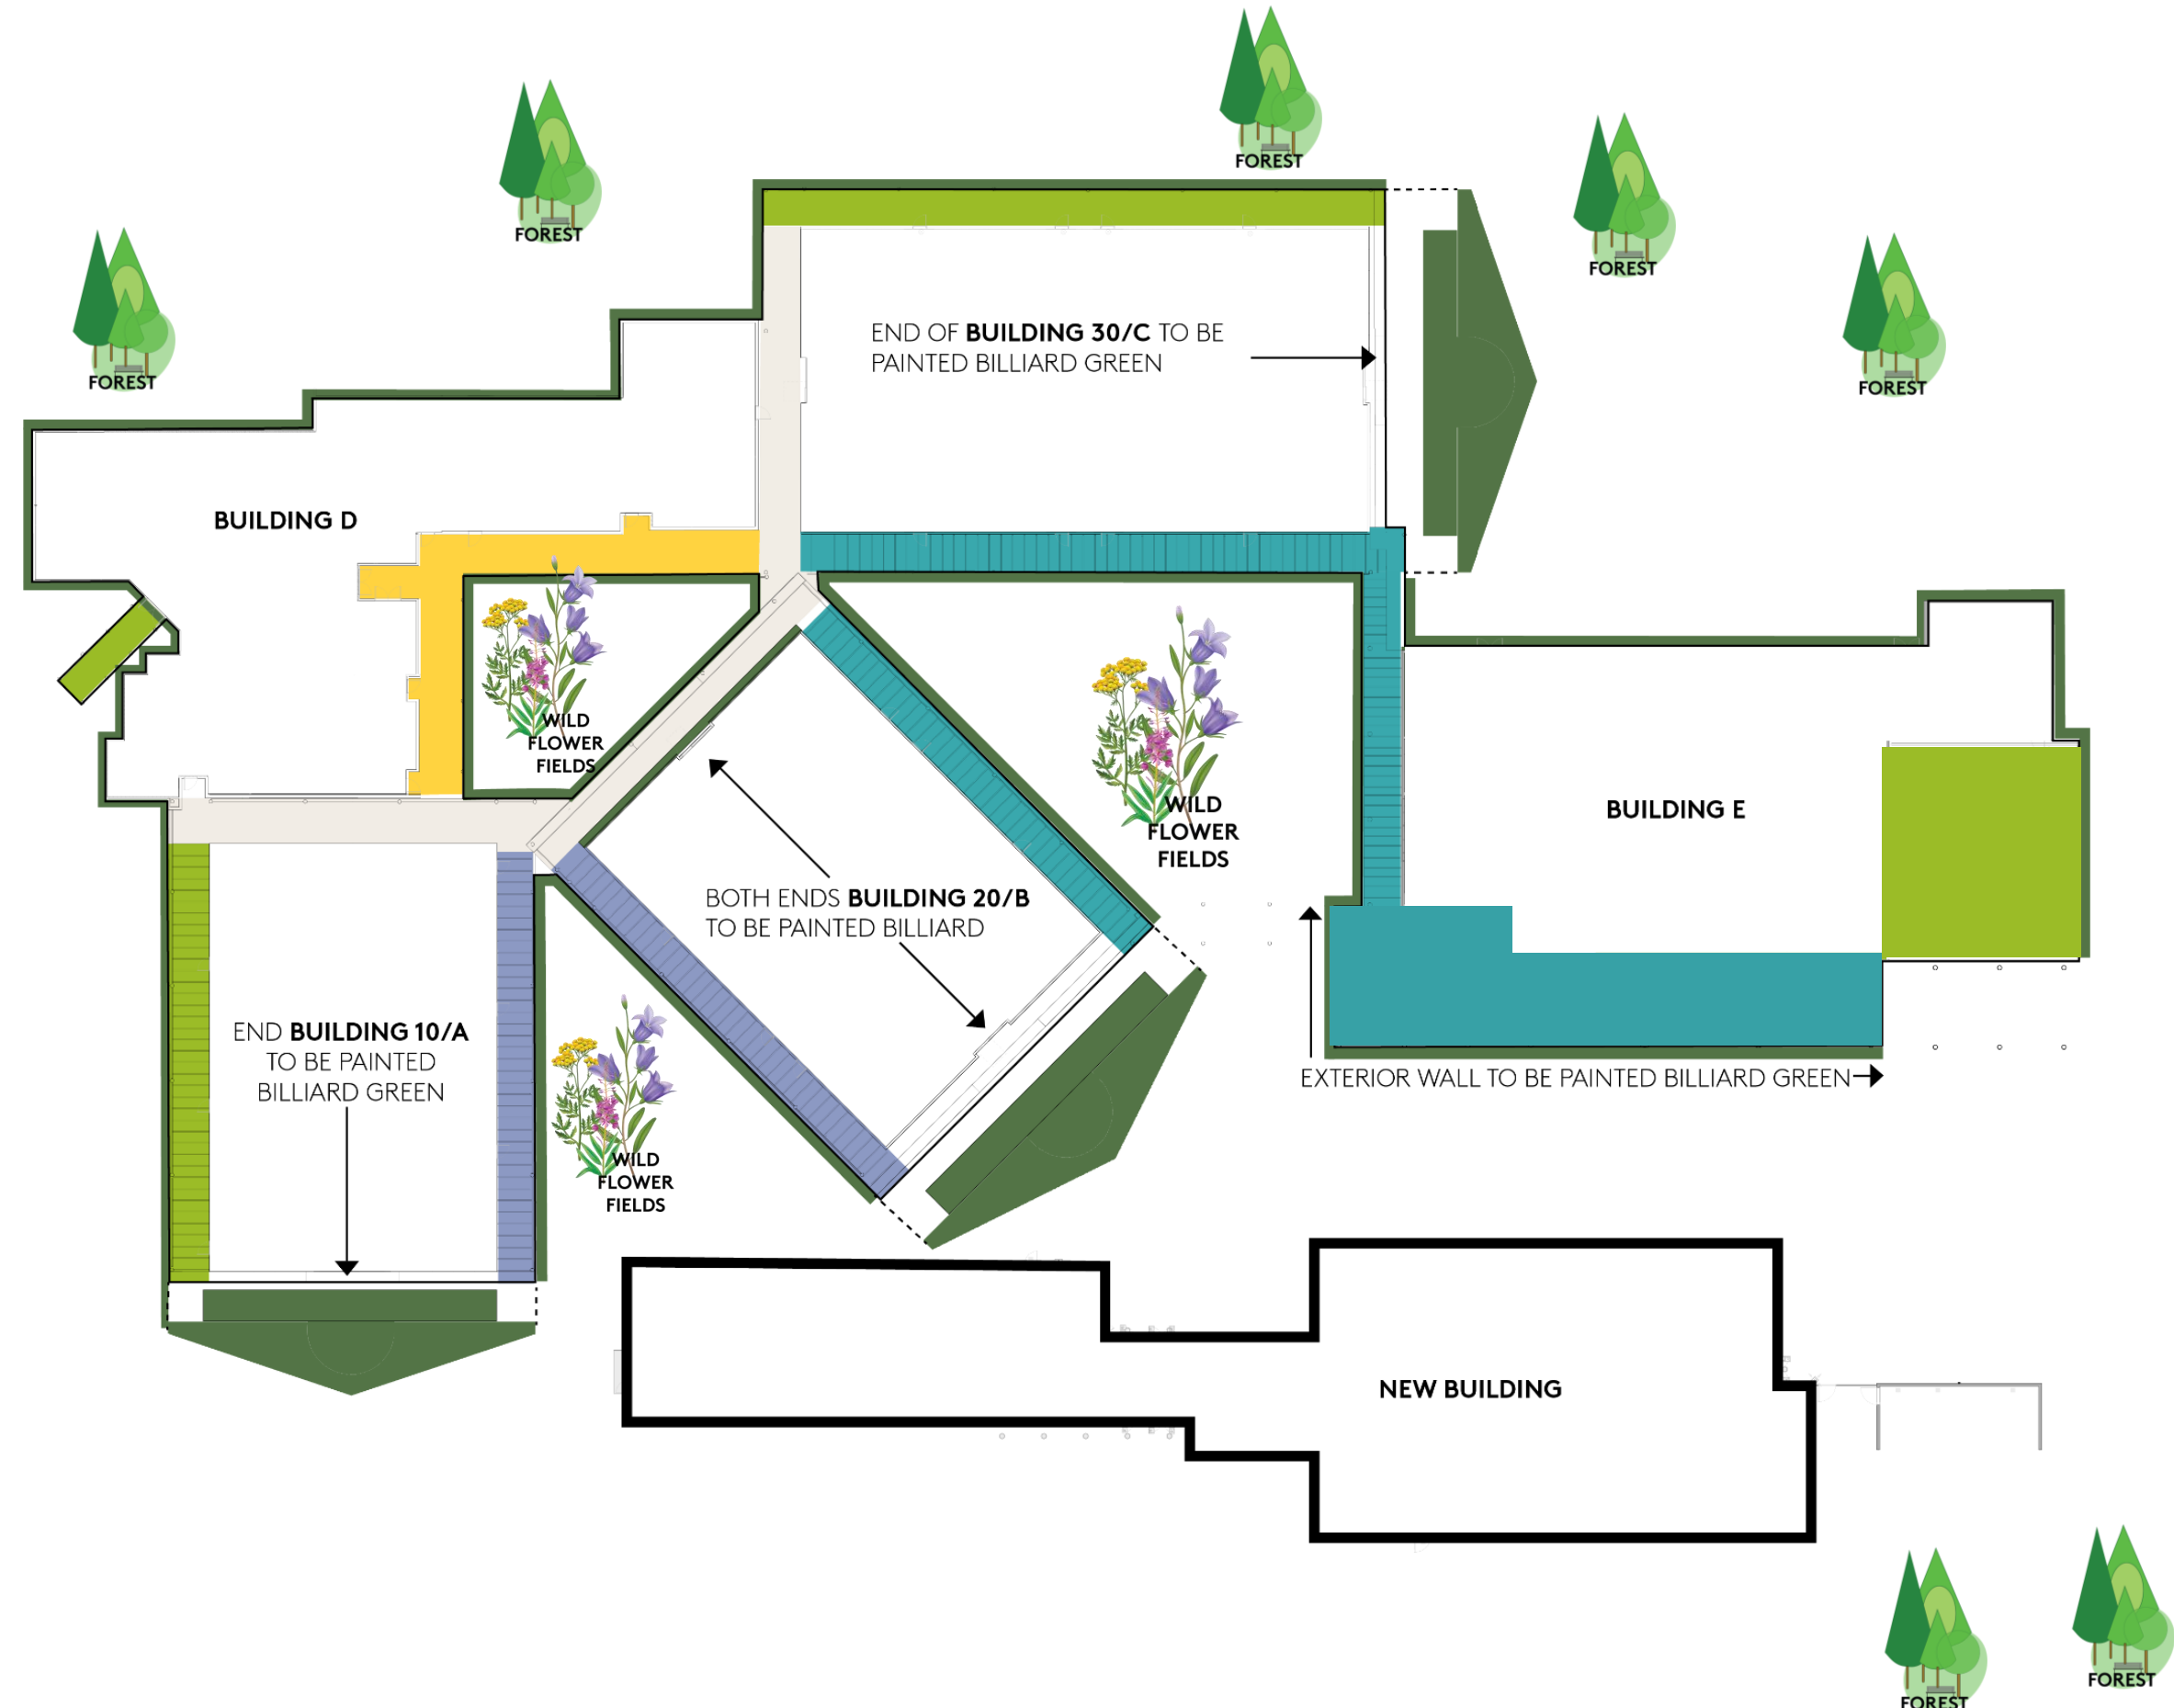 FOREST
FOREST
FOREST
FOREST
FOREST
END OF BUILDING 30/C TO BE
PAINTED BILLIARD GREEN
BUILDING D
WILD
FLOWER
FIELDS
WILD
FLOWER
FIELDS
BUILDING E
BOTH ENDS BUILDING 20/B
TO BE PAINTED BILLIARD
END BUILDING 10/A
TO BE PAINTED
BILLIARD GREEN
EXTERIOR WALL TO BE PAINTED BILLIARD GREEN
WILD
FLOWER
FIELDS
NEW BUILDING
FOREST
FOREST